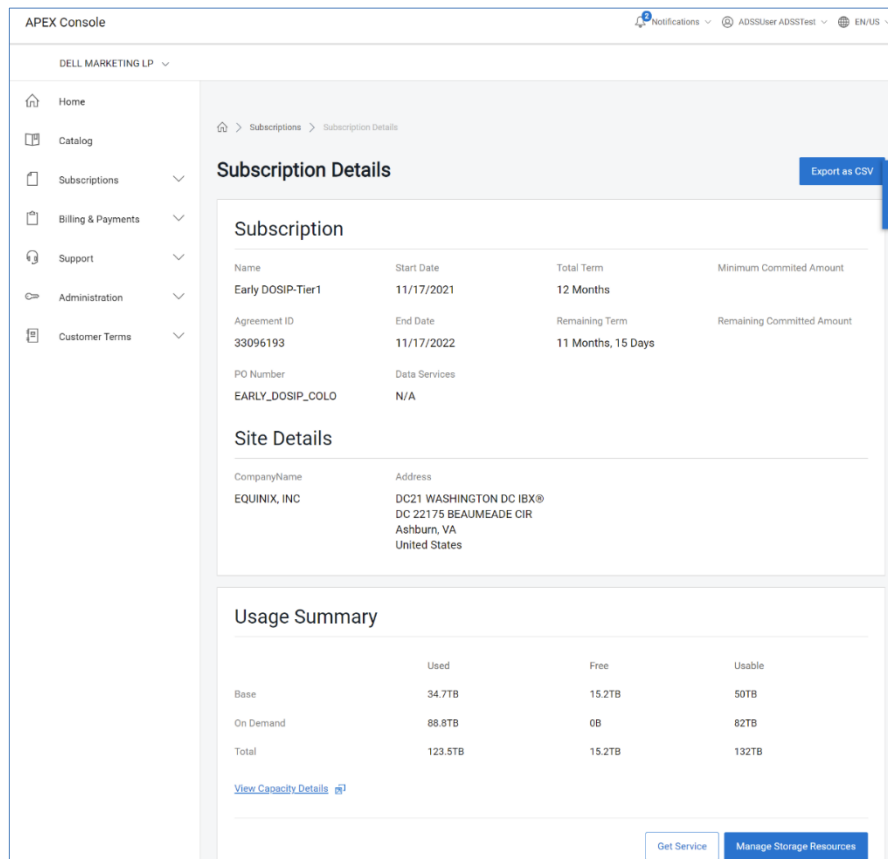 APEX Console
2
Notifications
ADSSUser ADSSTest
EN/US
DELL MARKETING LP
Home
Catalog
Subscriptions
Billing & Payments
Support
Administration
Customer Terms
Subscriptions > Subscription Details
Subscription Details
Export as CSV
Subscription
Name Start Date Total Term Minimum Commited Amount
Early DOSIP-Tier1 11/17/2021 12 Months
Agreement ID End Date Remaining Term Remaining Committed Amount
33096193 11/17/2022 11 Months, 15 Days
PO Number Data Services
EARLY_DOSIP_COLO N/A
Site Details
CompanyName Address
EQUINIX, INC DC21 WASHINGTON DC IBX®
DC 22175 BEAUMEADE CIR
Ashburn, VA
United States
Usage Summary
Used Free Usable
Base 34.7TB 15.2TB 50TB
On Demand 88.8TB 0B 82TB
Total 123.5TB 15.2TB 132TB
View Capacity Details
Get Service Manage Storage Resources